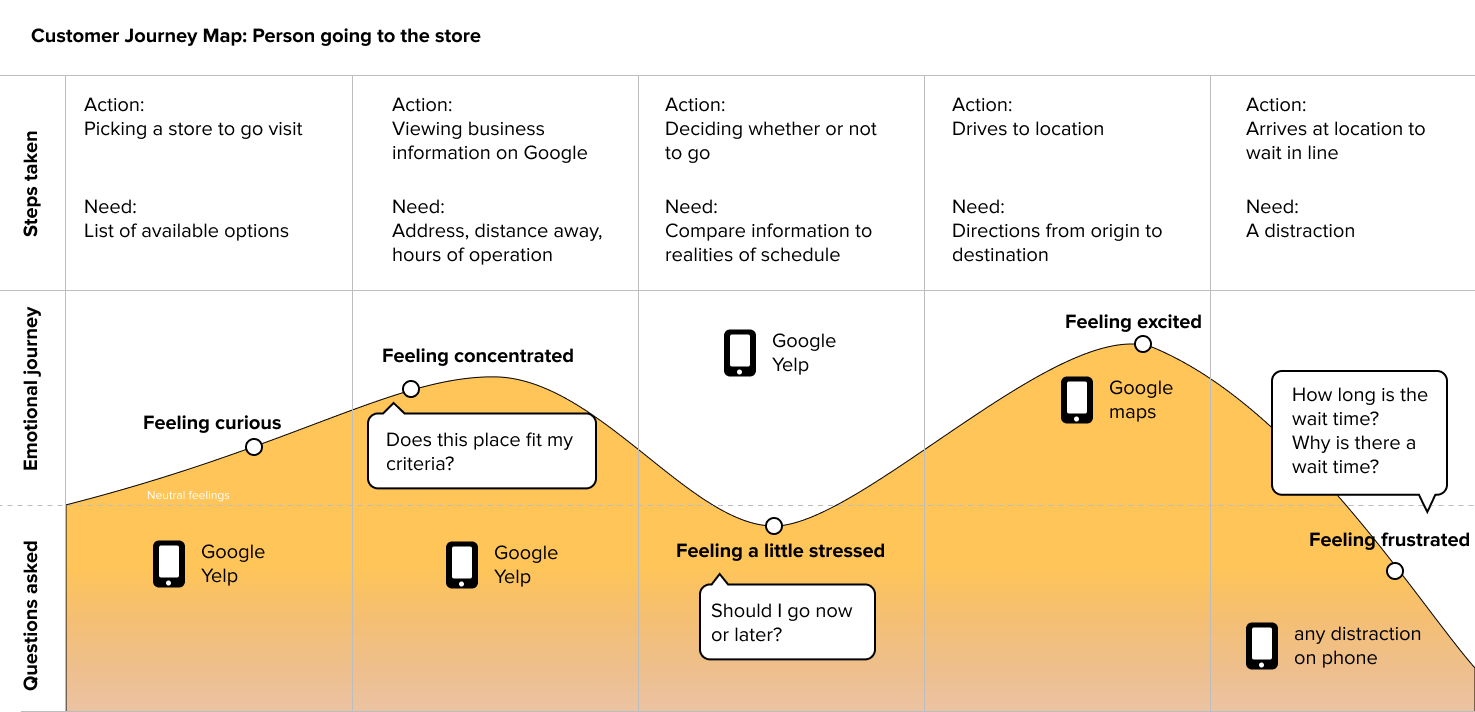 Customer Journey Map: Person going to the store
Steps taken
Action:
Picking a store to go visit
Need:
List of available options
Action:
Viewing business
information on Google
Need:
Address, distance away,
hours of operation
Action:
Deciding whether or not
to go
Need:
Compare information to
realities of schedule
Action:
Drives to location
Need:
Directions from origin to
destination
Action:
Arrives at location to
wait in line
Need:
A distraction
Emotional journey
Feeling curious
Neutral feelings
Feeling concentrated
Does this place fit my
criteria?
Google
Yelp
Feeling a little stressed
Feeling excited
Google
maps
How long is the
wait time?
Why is there a
wait time?
Feeling frustrated
Questions asked
Google
Yelp
Google
Yelp
Should I go now
or later?
any distraction
on phone